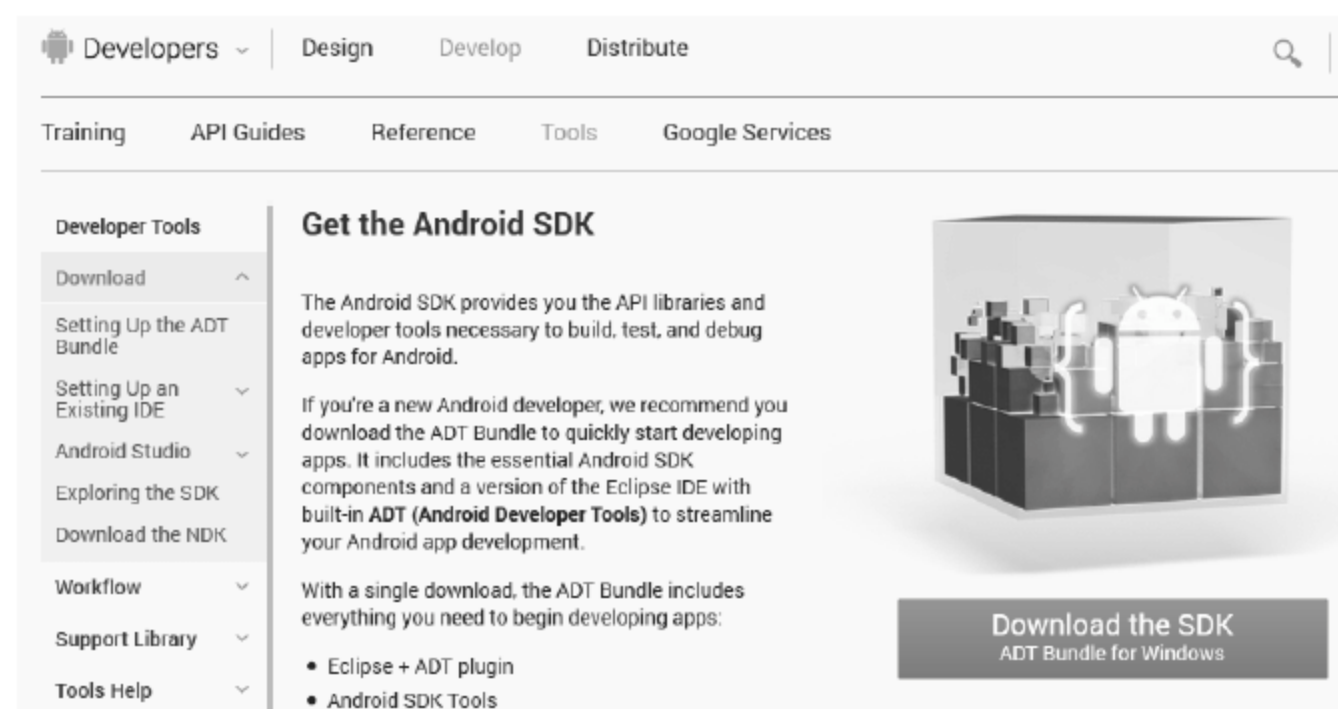 Developers Design Develop Distribute
Training API Guides Reference Tools Google Services
Developer Tools
Download
Setting Up the ADT
Bundle
Setting Up an
Existing IDE
Android Studio
Exploring the SDK
Download the NDK
Workflow
Support Library
Tools Help
Get the Android SDK
The Android SDK provides you the API libraries and
developer tools necessary to build, test, and debug
apps for Android.
If you're a new Android developer, we recommend you
download the ADT Bundle to quickly start developing
apps. It includes the essential Android SDK
components and a version of the Eclipse IDE with
built-in ADT (Android Developer Tools) to streamline
your Android app development.
With a single download, the ADT Bundle includes
everything you need to begin developing apps:
• Eclipse + ADT plugin
• Android SDK Tools
{ }
Download the SDK
ADT Bundle for Windows